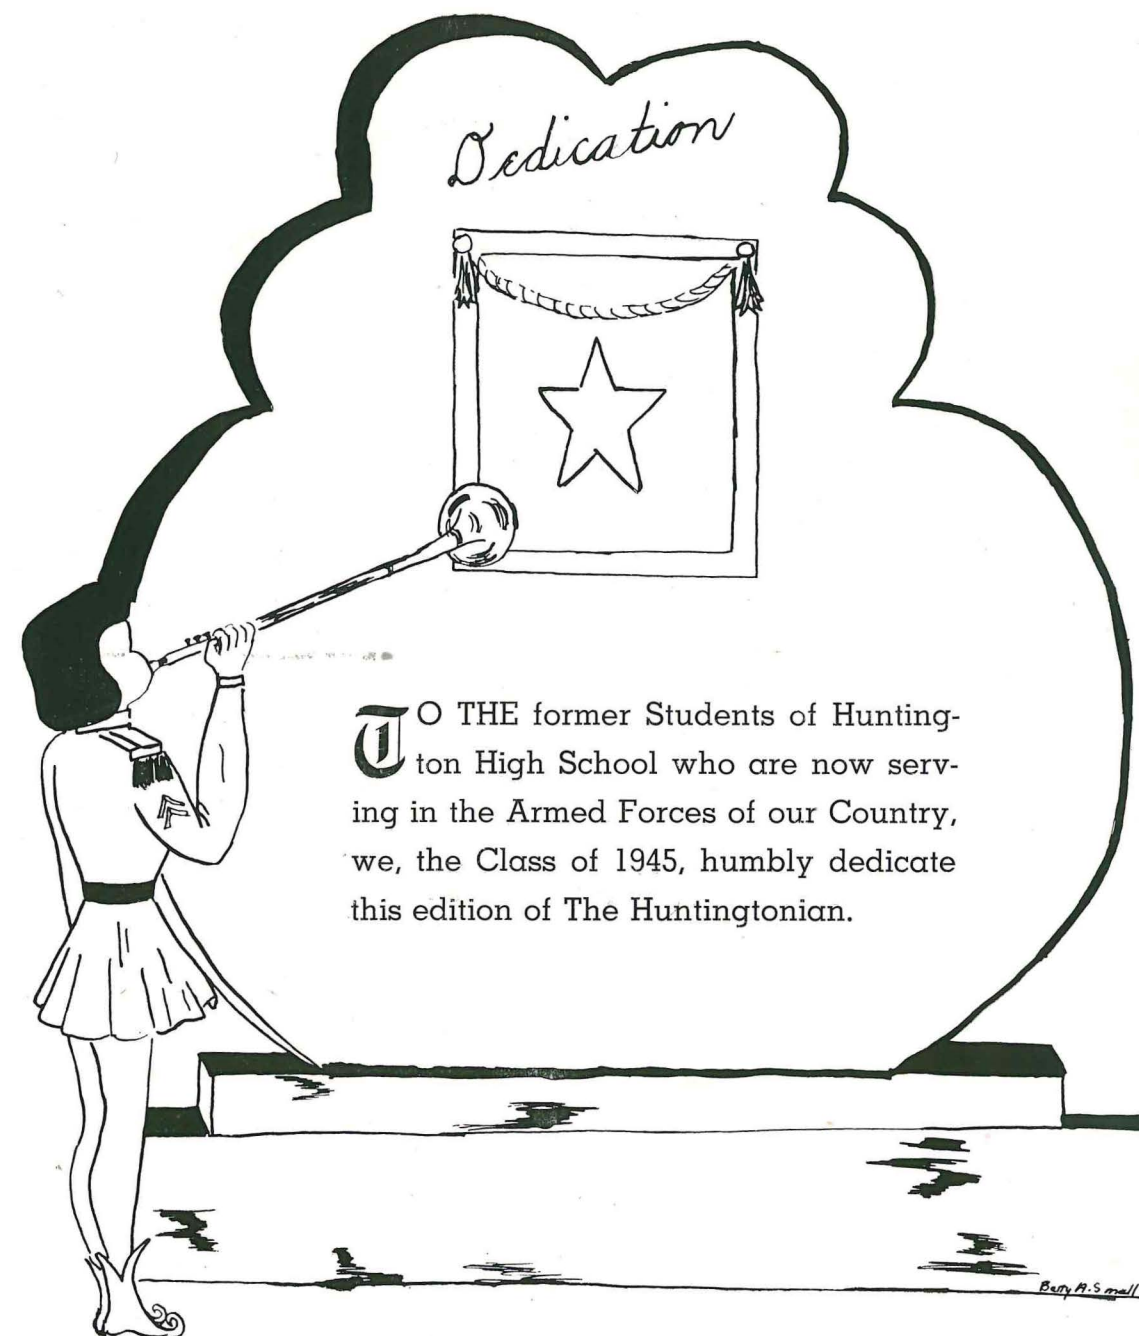 Dedication
TO THE former Students of Hunting-
ton High School who are now serv-
ing in the Armed Forces of our Country,
we, the Class of 1945, humbly dedicate
this edition of The Huntingtonian.
Betty A. Small